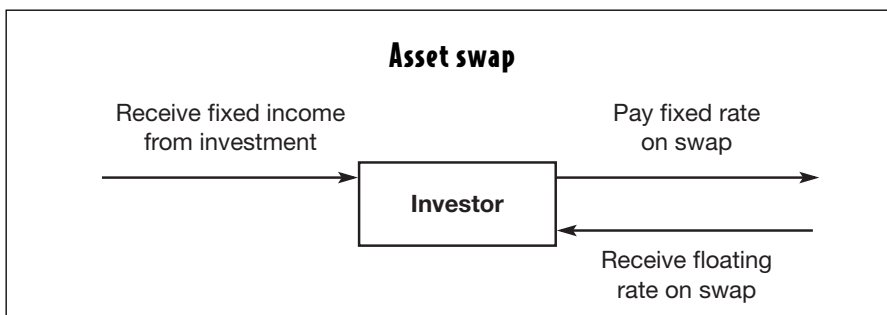 Asset swap
Receive fixed income
from investment
Pay fixed rate
on swap
Investor
Receive floating
rate on swap